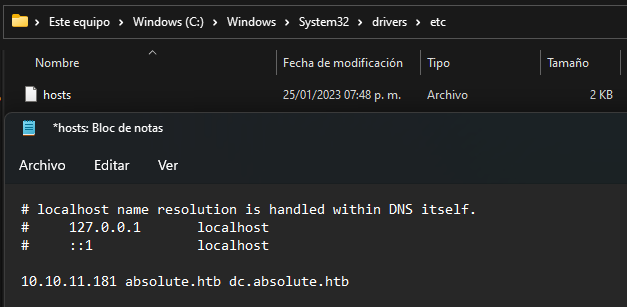 Este equipo > Windows (C:) > Windows > System32 > drivers > etc
Nombre Fecha de modificación Tipo Tamaño
hosts 25/01/2023 07:48 p. m. Archivo 2 KB
*hosts: Bloc de notas
Archivo Editar Ver
# localhost name resolution is handled within DNS itself.
# 127.0.0.1 localhost
# ::1 localhost
10.10.11.181 absolute.htb dc.absolute.htb